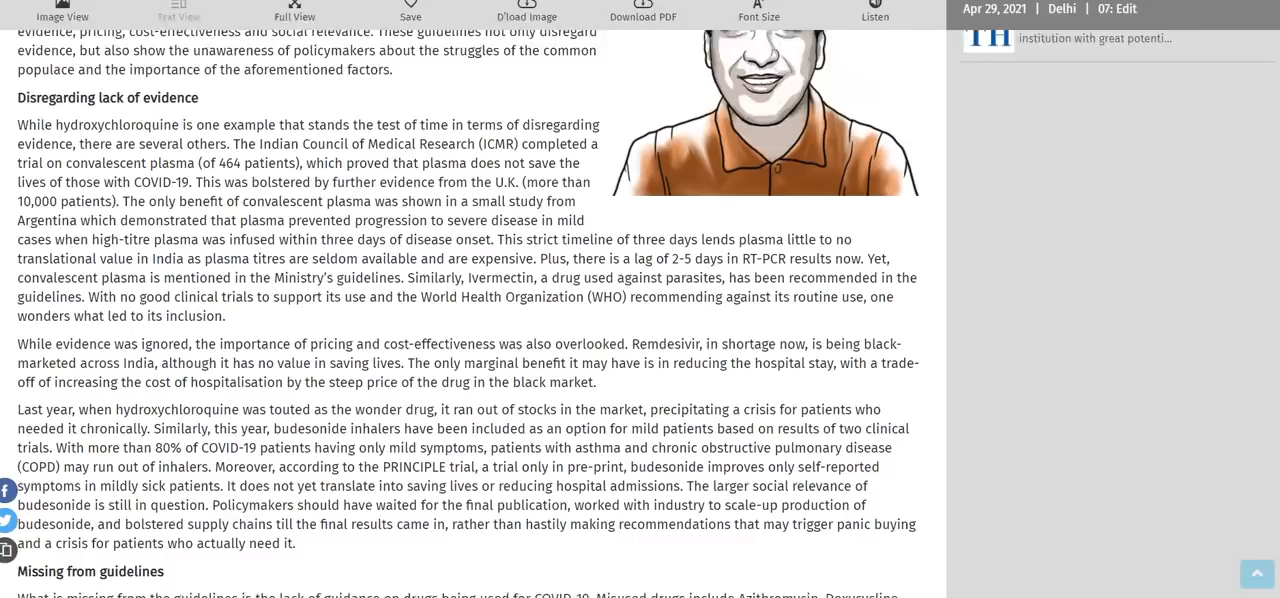 Image View
Text View
Full View
Save
D'load Image
Download PDF
Font Size
Listen
Apr 29, 2021 | Delhi | 07: Edit
TH
institution with great potenti...
evidence, pricing, cost-effectiveness and social relevance. These guidelines not only disregard
evidence, but also show the unawareness of policymakers about the struggles of the common
populace and the importance of the aforementioned factors.
Disregarding lack of evidence
While hydroxychloroquine is one example that stands the test of time in terms of disregarding
evidence, there are several others. The Indian Council of Medical Research (ICMR) completed a
trial on convalescent plasma (of 464 patients), which proved that plasma does not save the
lives of those with COVID-19. This was bolstered by further evidence from the U.K. (more than
10,000 patients). The only benefit of convalescent plasma was shown in a small study from
Argentina which demonstrated that plasma prevented progression to severe disease in mild
cases when high-titre plasma was infused within three days of disease onset. This strict timeline of three days lends plasma little to no
translational value in India as plasma titres are seldom available and are expensive. Plus, there is a lag of 2-5 days in RT-PCR results now. Yet,
convalescent plasma is mentioned in the Ministry's guidelines. Similarly, Ivermectin, a drug used against parasites, has been recommended in the
guidelines. With no good clinical trials to support its use and the World Health Organization (WHO) recommending against its routine use, one
wonders what led to its inclusion.
While evidence was ignored, the importance of pricing and cost-effectiveness was also overlooked. Remdesivir, in shortage now, is being black-
marketed across India, although it has no value in saving lives. The only marginal benefit it may have is in reducing the hospital stay, with a trade-
off of increasing the cost of hospitalisation by the steep price of the drug in the black market.
Last year, when hydroxychloroquine was touted as the wonder drug, it ran out of stocks in the market, precipitating a crisis for patients who
needed it chronically. Similarly, this year, budesonide inhalers have been included as an option for mild patients based on results of two clinical
trials. With more than 80% of COVID-19 patients having only mild symptoms, patients with asthma and chronic obstructive pulmonary disease
(COPD) may run out of inhalers. Moreover, according to the PRINCIPLE trial, a trial only in pre-print, budesonide improves only self-reported
symptoms in mildly sick patients. It does not yet translate into saving lives or reducing hospital admissions. The larger social relevance of
budesonide is still in question. Policymakers should have waited for the final publication, worked with industry to scale-up production of
budesonide, and bolstered supply chains till the final results came in, rather than hastily making recommendations that may trigger panic buying
and a crisis for patients who actually need it.
Missing from guidelines
What is missing from the guidelines is the lack of guidance on drugs being used for COVID-19. Misused drugs include Azithromycin, Doxycycline,